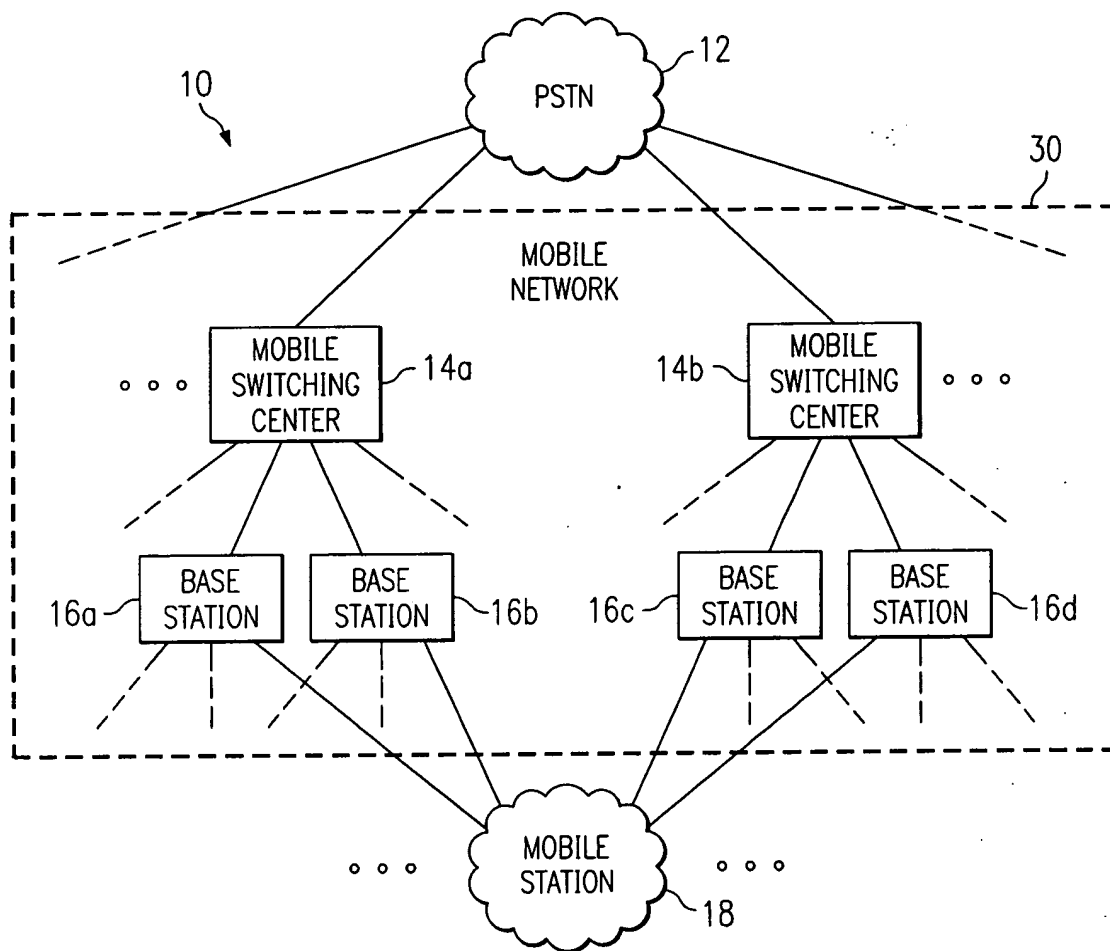 12
PSTN
10
30
MOBILE
NETWORK
MOBILE
SWITCHING
CENTER
14a
14b
MOBILE
SWITCHING
CENTER
BASE
STATION
16a
BASE
STATION
16b
16c
BASE
STATION
BASE
STATION
16d
MOBILE
STATION
18